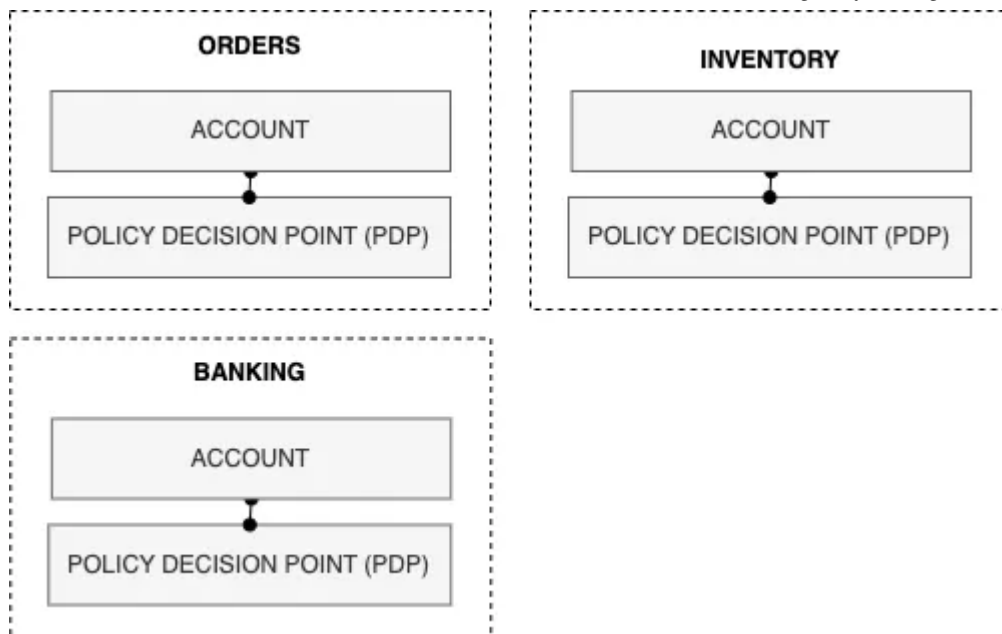 ORDERS
ACCOUNT
POLICY DECISION POINT (PDP)
INVENTORY
ACCOUNT
POLICY DECISION POINT (PDP)
BANKING
ACCOUNT
POLICY DECISION POINT (PDP)